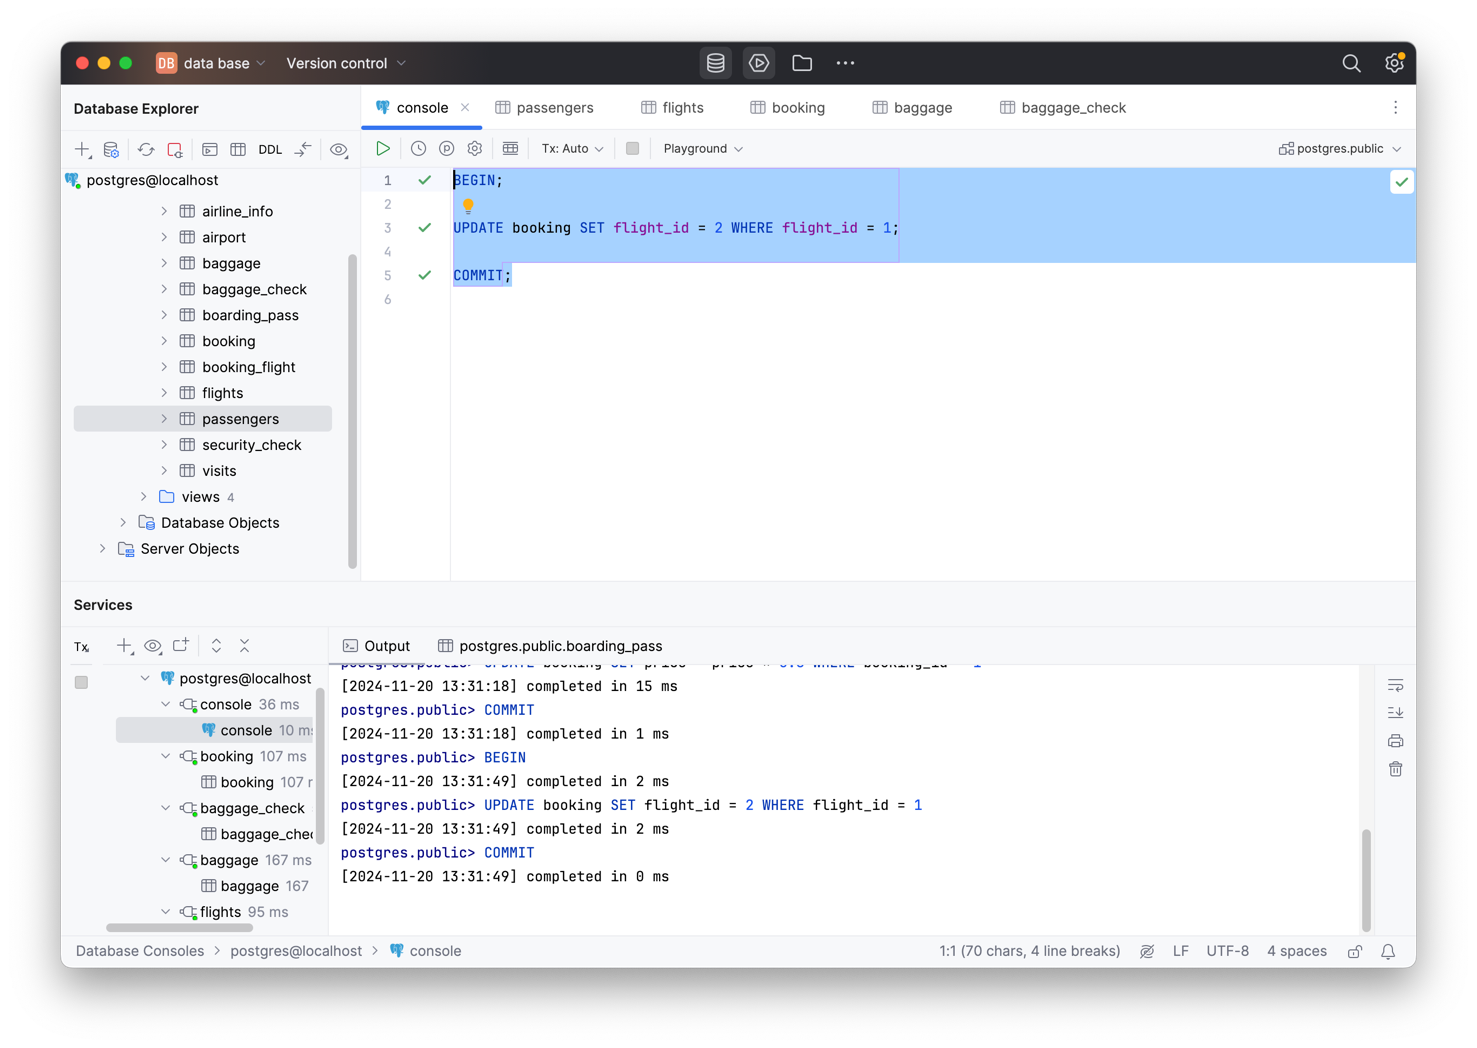 DB data base Version control
Database Explorer
console passengers flights booking baggage baggage_check
DDL Tx: Auto Playground postgres.public
postgres@localhost
airline_info
airport
baggage
baggage_check
boarding_pass
booking
booking_flight
flights
passengers
security_check
visits
views 4
Database Objects
Server Objects
1 BEGIN;
2
3 UPDATE booking SET flight_id = 2 WHERE flight_id = 1;
4
5 COMMIT;
6
Services
Tx
Output postgres.public.boarding_pass
postgres@localhost
console 36 ms
console 10 ms
booking 107 ms
booking 107
baggage_check
baggage_chec
baggage 167 ms
baggage 167
flights 95 ms
[2024-11-20 13:31:18] completed in 15 ms
postgres.public> COMMIT
[2024-11-20 13:31:18] completed in 1 ms
postgres.public> BEGIN
[2024-11-20 13:31:49] completed in 2 ms
postgres.public> UPDATE booking SET flight_id = 2 WHERE flight_id = 1
[2024-11-20 13:31:49] completed in 2 ms
postgres.public> COMMIT
[2024-11-20 13:31:49] completed in 0 ms
Database Consoles > postgres@localhost > console
1:1 (70 chars, 4 line breaks) LF UTF-8 4 spaces